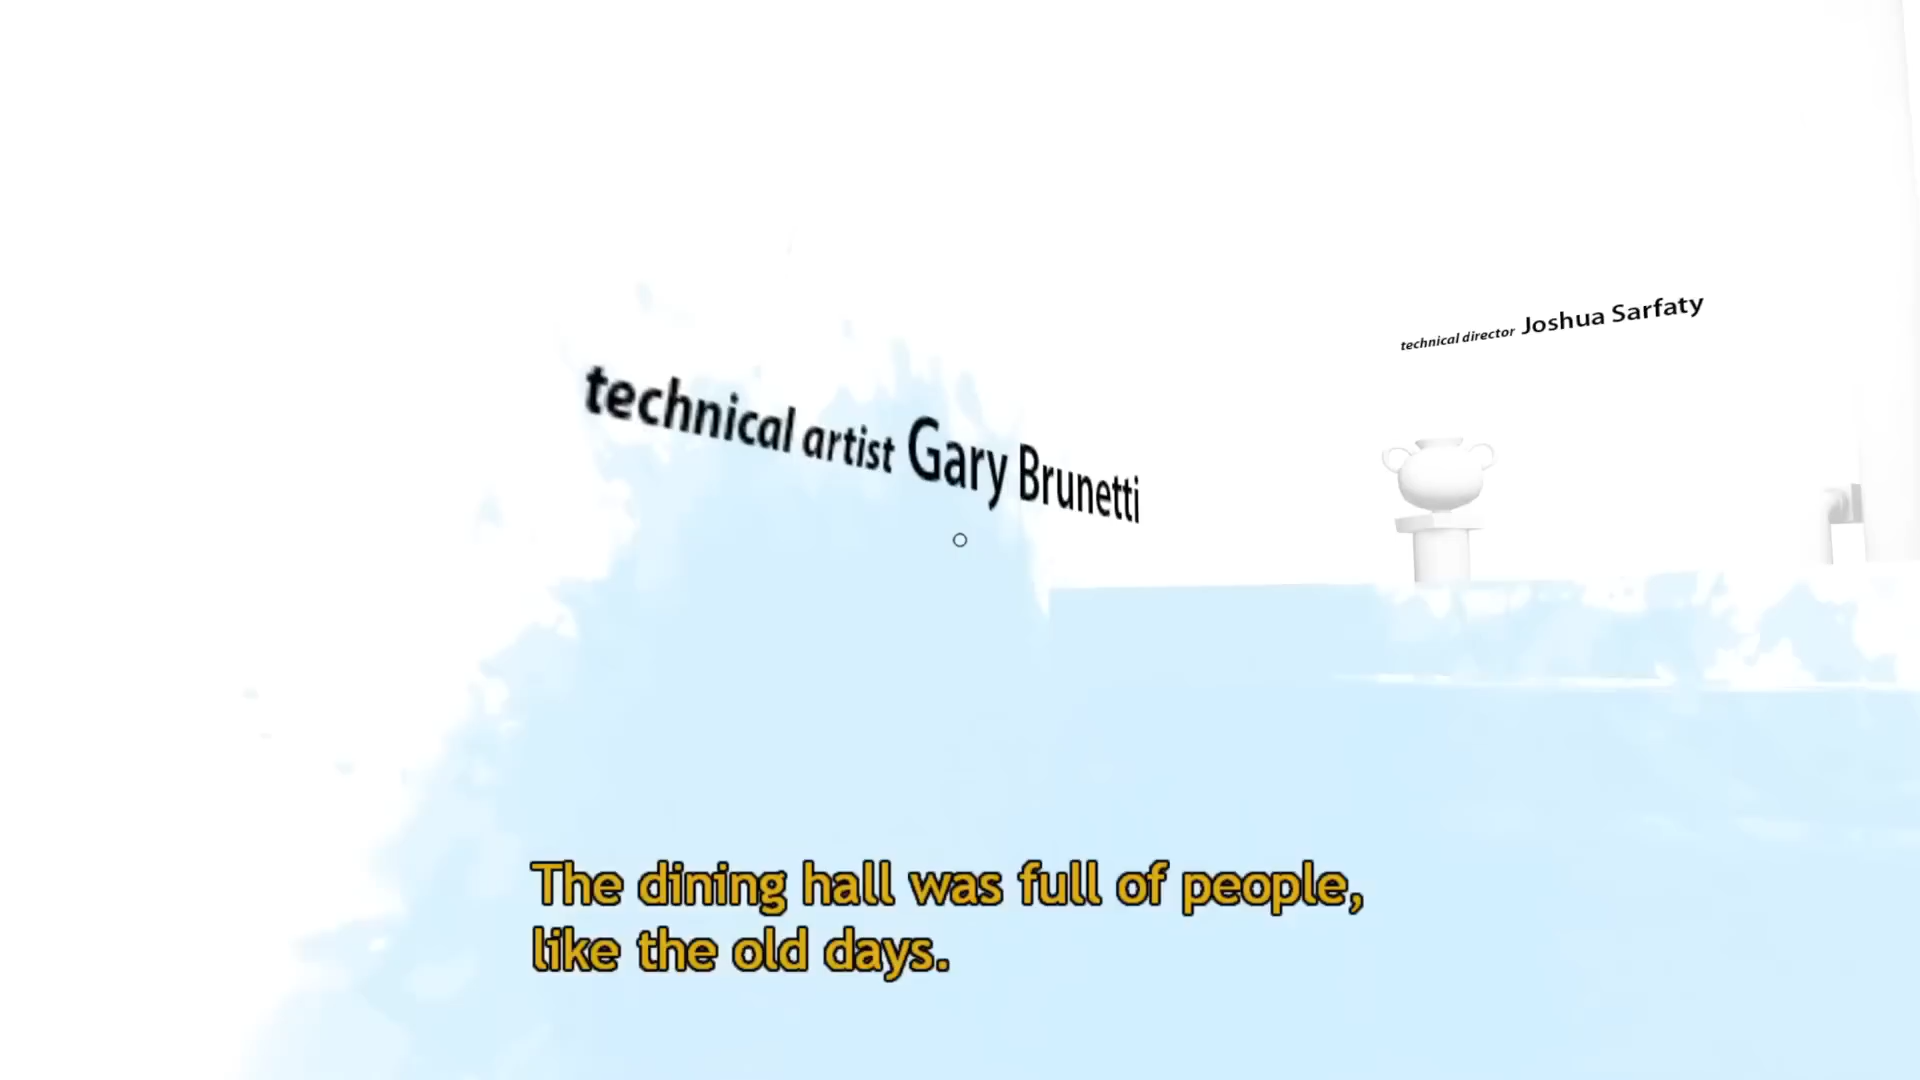 technical director Joshua Sarfaty
technical artist Gary Brunetti
The dining hall was full of people,
like the old days.